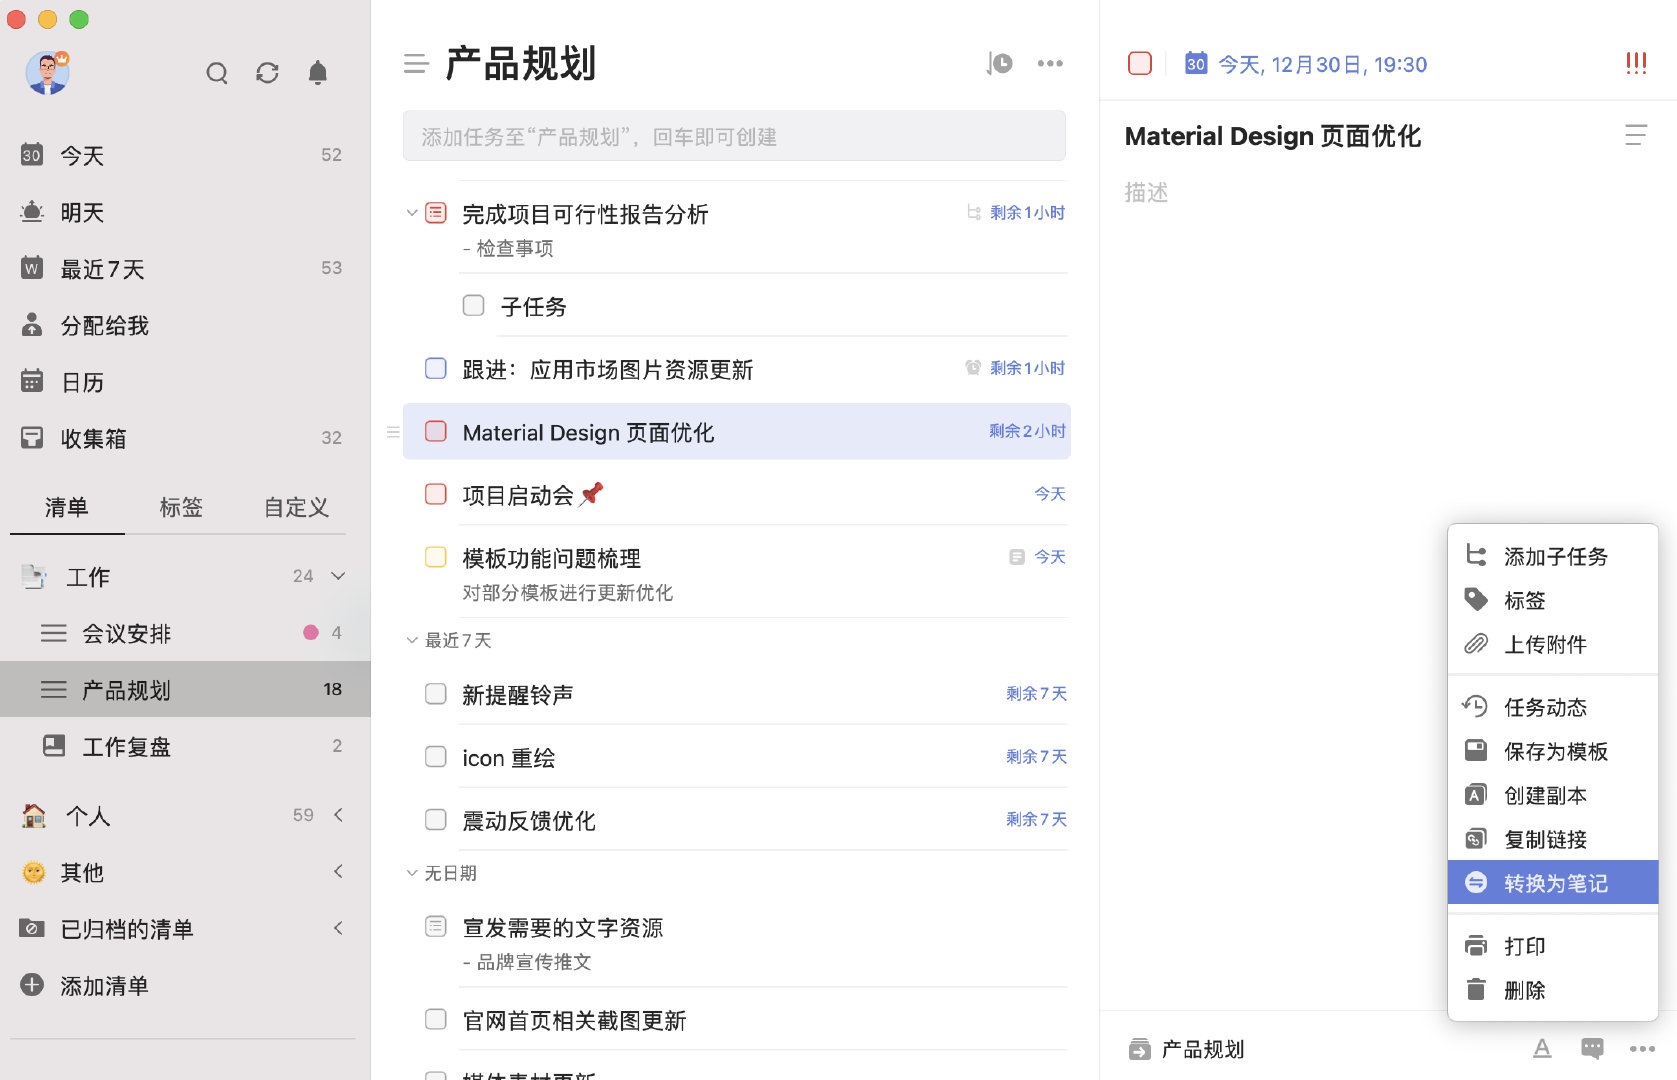 30 今天 52
明天
W 最近7天 53
分配给我
日历
收集箱 32
清单 标签 自定义
工作 24
会议安排 4
产品规划 18
工作复盘 2
个人 59
其他
已归档的清单
添加清单
产品规划
添加任务至“产品规划”，回车即可创建
完成项目可行性报告分析 剩余1小时
- 检查事项
子任务
跟进：应用市场图片资源更新 剩余1小时
Material Design 页面优化 剩余2小时
项目启动会 今天
模板功能问题梳理 今天
对部分模板进行更新优化
最近7天
新提醒铃声 剩余7天
icon 重绘 剩余7天
震动反馈优化 剩余7天
无日期
宣发需要的文字资源
- 品牌宣传推文
官网首页相关截图更新
媒体素材更新
30 今天, 12月30日, 19:30
Material Design 页面优化
描述
添加子任务
标签
上传附件
任务动态
保存为模板
A 创建副本
复制链接
转换为笔记
打印
删除
产品规划 A